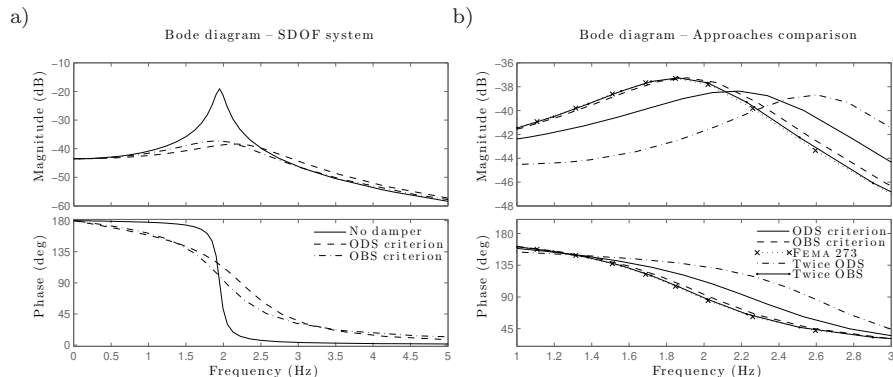 a)
Bode diagram – SDOF system
Magnitude (dB)
−10
−20
−30
−40
−50
−60
Phase (deg)
180
135
90
45
0
No damper
ODS criterion
OBS criterion
0 0.5 1 1.5 2 2.5 3 3.5 4 4.5 5
Frequency (Hz)
b)
Bode diagram – Approaches comparison
Magnitude (dB)
−36
−38
−40
−42
−44
−46
−48
Phase (deg)
180
135
90
45
ODS criterion
OBS criterion
FEMA 273
Twice ODS
Twice OBS
1 1.2 1.4 1.6 1.8 2 2.2 2.4 2.6 2.8 3
Frequency (Hz)